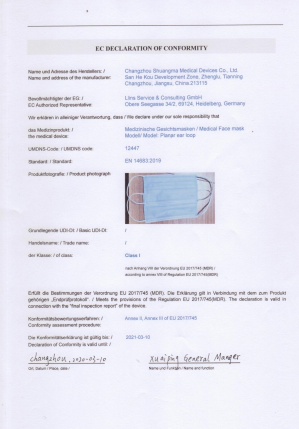 EC DECLARATION OF CONFORMITY
Name und Adresse des Herstellers: / Changzhou Shuangma Medical Devices Co., Ltd.
Name and address of the manufacturer: San He Kou Development Zone, Zhenglu, Tianning
Changzhou, Jiangsu, China.213115
Bevollmächtigter der EG: / Llins Service & Consulting GmbH
EC Authorized Representative: Obere Seegasse 34/2, 69124, Heidelberg, Germany
Wir erklären in alleiniger Verantwortung, dass / We declare under our sole responsibility that
das Medizinprodukt: / Medizinische Gesichtsmasken / Medical Face mask
the medical device: Modell/ Model: Planar ear loop
UMDNS-Code: / UMDNS code: 12447
Standard: / Standard: EN 14683:2019
Produktfotografie: / Product photograph:
Grundlegende UDI-DI: / Basic UDI-DI: /
Handelsname: / Trade name: /
der Klasse: / of class: Class I
nach Anhang VIII der Verordnung EU 2017/745 (MDR) /
according to annex VIII of Regulation EU 2017/745(MDR)
Erfüllt die Bestimmungen der Verordnung EU 2017/745 (MDR). Die Erklärung gilt in Verbindung mit dem zum Produkt
gehörigen „Endprüfprotokoll“. / Meets the provisions of the Regulation EU 2017/745(MDR). The declaration is valid in
connection with the "final inspection report" of the device.
Konformitätsbewertungsverfahren: / Annex II, Annex III of EU 2017/745
Conformity assessment procedure:
Die Konformitätserklärung ist gültig bis: / 2021-03-10
Declaration of Conformity is valid until: /
changzhou, 2020-03-10 xuaiping General Manger
Ort, Datum / Place, date / Name und Funktion / Name and function